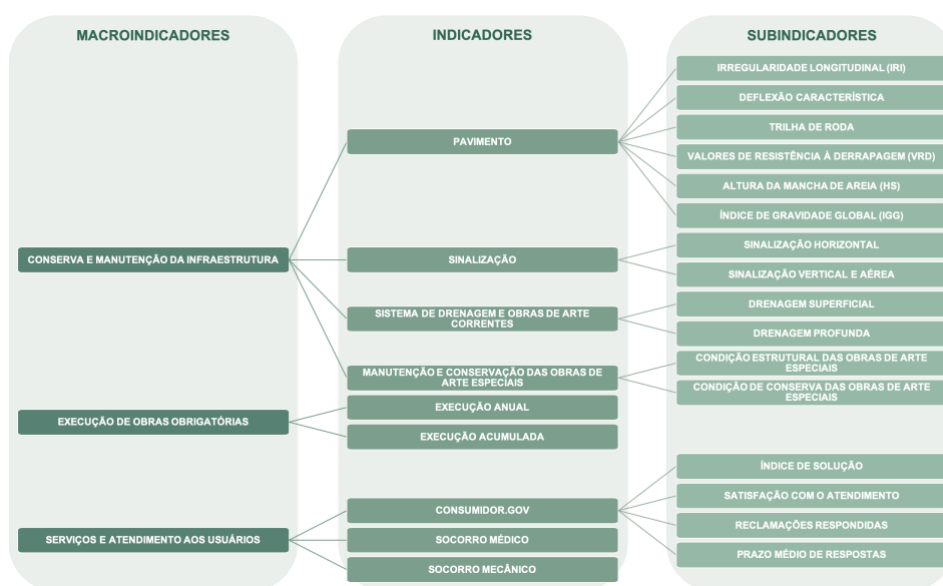 MACROINDICADORES
INDICADORES
SUBINDICADORES
IRREGULARIDADE LONGITUDINAL (IRI)
DEFLEXÃO CARACTERÍSTICA
PAVIMENTO
TRILHA DE RODA
VALORES DE RESISTÊNCIA À DERRAPAGEM (VRD)
ALTURA DA MANCHA DE AREIA (HS)
ÍNDICE DE GRAVIDADE GLOBAL (IGG)
CONSERVA E MANUTENÇÃO DA INFRAESTRUTURA
SINALIZAÇÃO
SINALIZAÇÃO HORIZONTAL
SINALIZAÇÃO VERTICAL E AÉREA
SISTEMA DE DRENAGEM E OBRAS DE ARTE
CORRENTES
DRENAGEM SUPERFICIAL
DRENAGEM PROFUNDA
MANUTENÇÃO E CONSERVAÇÃO DAS OBRAS DE
ARTE ESPECIAIS
CONDIÇÃO ESTRUTURAL DAS OBRAS DE ARTE
ESPECIAIS
CONDIÇÃO DE CONSERVA DAS OBRAS DE ARTE
ESPECIAIS
EXECUÇÃO DE OBRAS OBRIGATÓRIAS
EXECUÇÃO ANUAL
EXECUÇÃO ACUMULADA
SERVIÇOS E ATENDIMENTO AOS USUÁRIOS
CONSUMIDOR.GOV
SOCORRO MÉDICO
SOCORRO MECÂNICO
ÍNDICE DE SOLUÇÃO
SATISFAÇÃO COM O ATENDIMENTO
RECLAMAÇÕES RESPONDIDAS
PRAZO MÉDIO DE RESPOSTAS